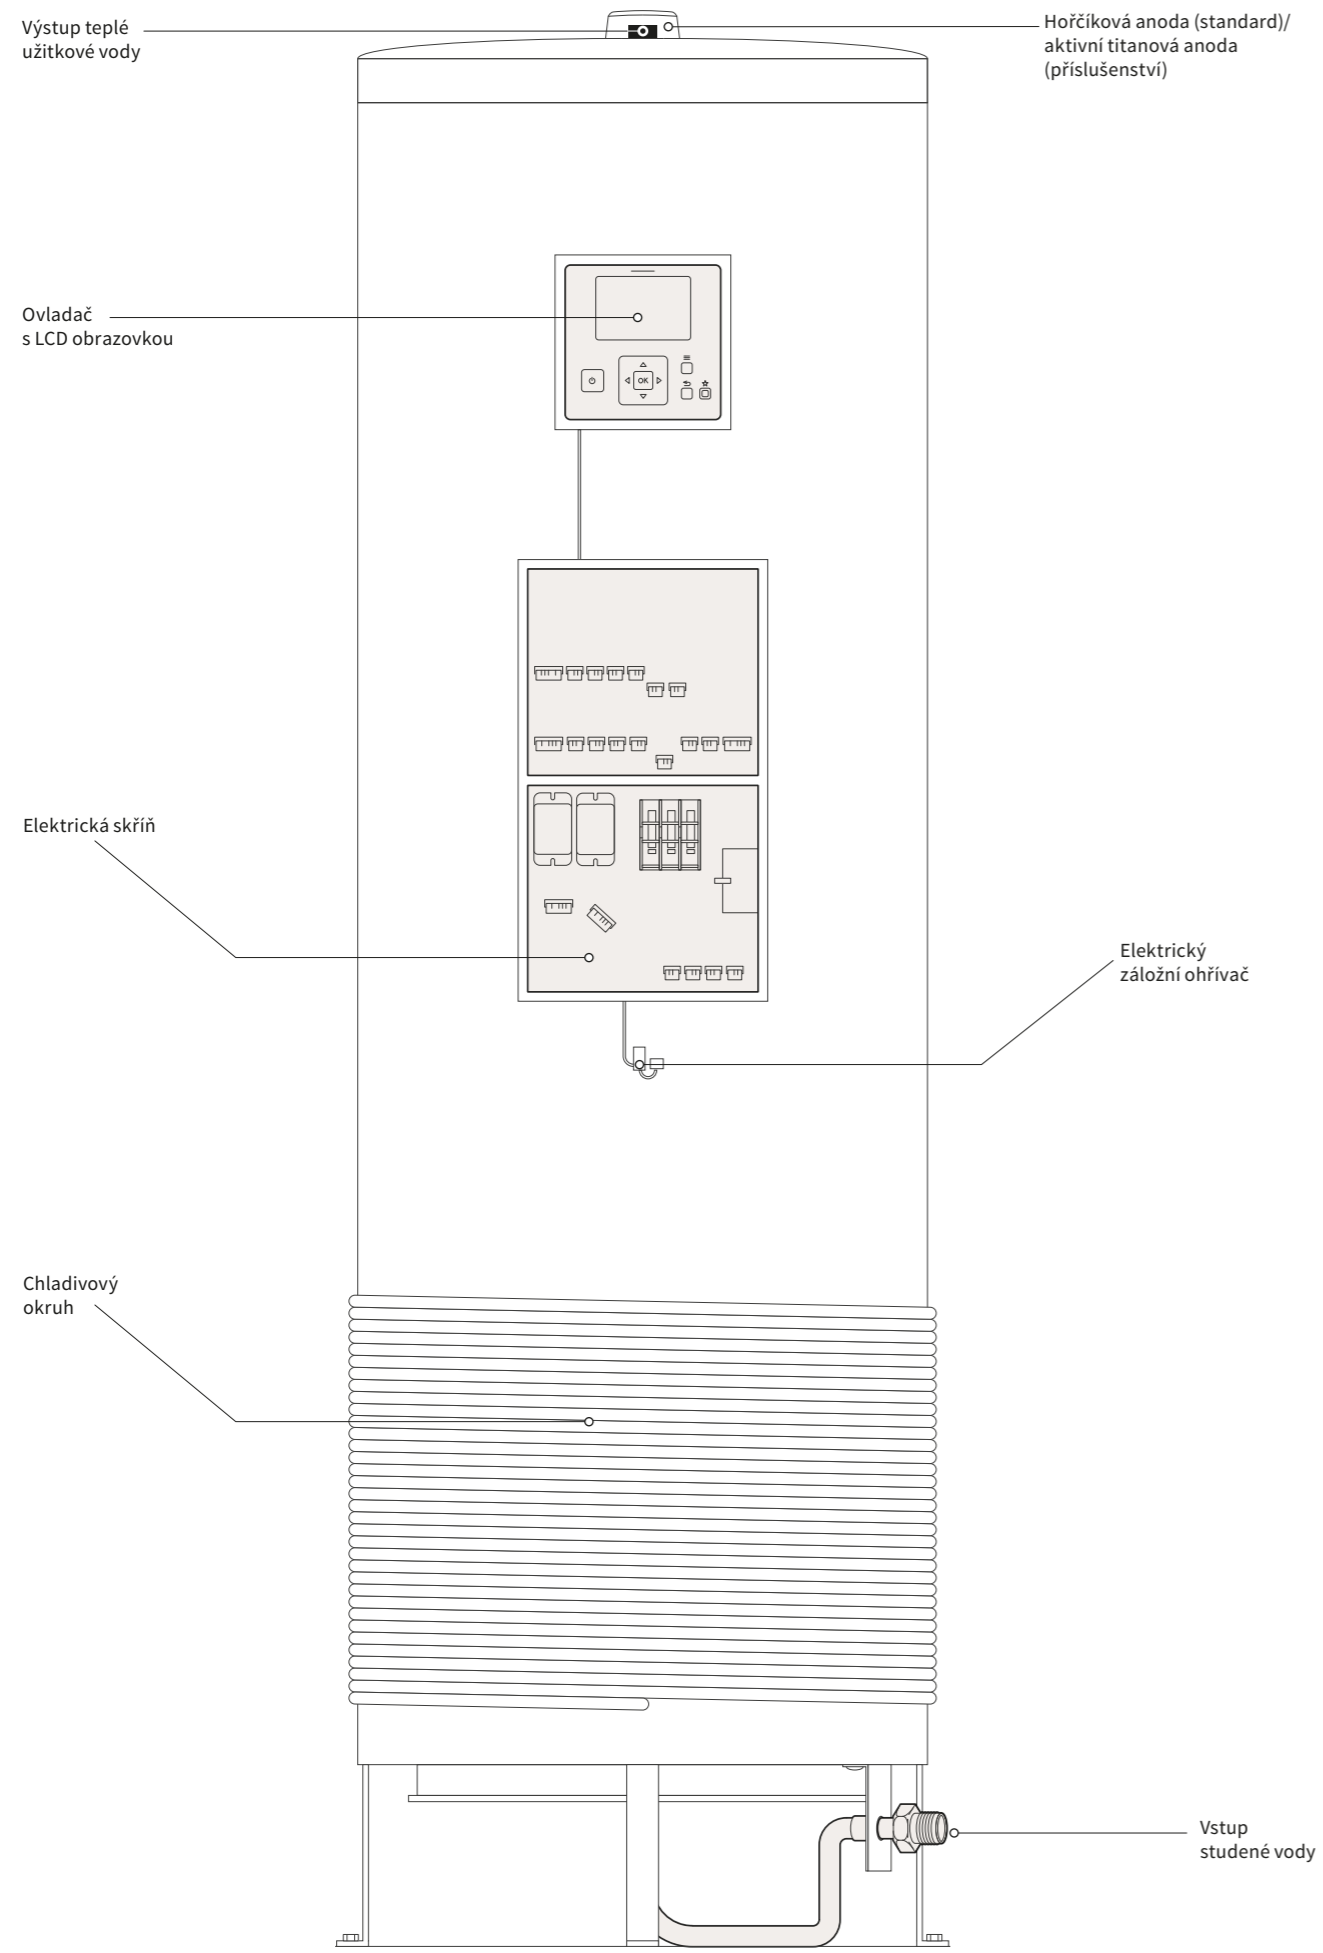 Výstup teplé
užitkové vody
Hořčíková anoda (standard)/
aktivní titanová anoda
(příslušenství)
Ovladač
s LCD obrazovkou
OK
Elektrická skříň
Elektrický
záložní ohřívač
Chladivový
okruh
Vstup
studené vody